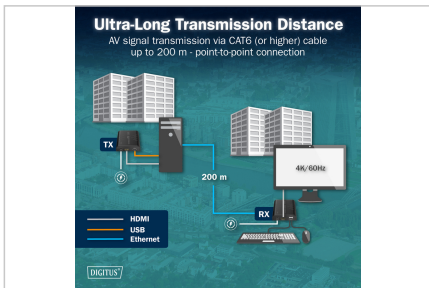 Ultra-Long Transmission Distance
AV signal transmission via CAT6 (or higher) cable
up to 200 m - point-to-point connection
TX
200 m
4K/60Hz
RX
HDMI
USB
Ethernet
DIGITUS®